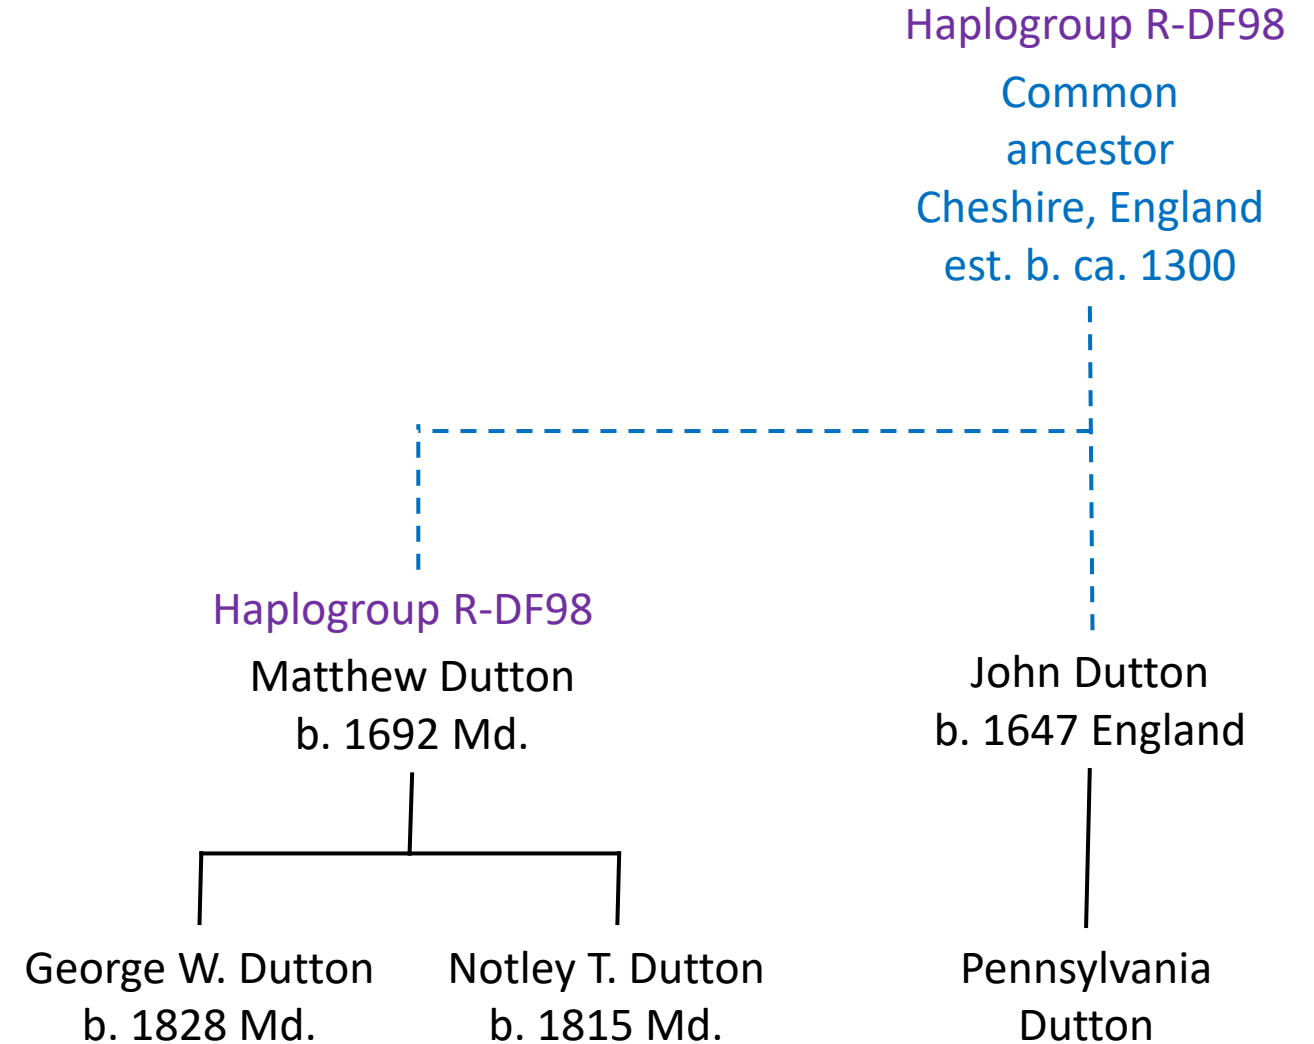 Haplogroup R-DF98
Common
ancestor
Cheshire, England
est. b. ca. 1300
Haplogroup R-DF98
Matthew Dutton
b. 1692 Md.
John Dutton
b. 1647 England
George W. Dutton
b. 1828 Md.
Notley T. Dutton
b. 1815 Md.
Pennsylvania
Dutton